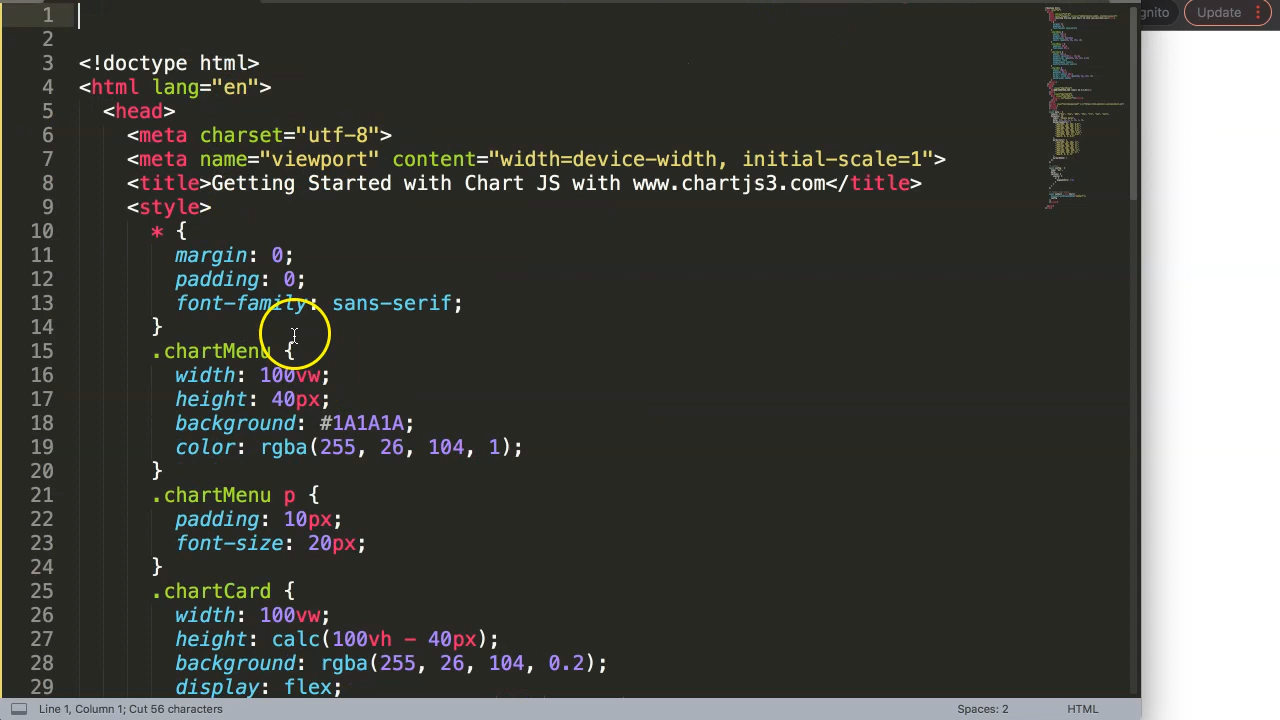 gnito Update
1
2
3 <!doctype html>
4 <html lang="en">
5 <head>
6 <meta charset="utf-8">
7 <meta name="viewport" content="width=device-width, initial-scale=1">
8 <title>Getting Started with Chart JS with www.chartjs3.com</title>
9 <style>
10 * {
11 margin: 0;
12 padding: 0;
13 font-family: sans-serif;
14 }
15 .chartMenu {
16 width: 100vw;
17 height: 40px;
18 background: #1A1A1A;
19 color: rgba(255, 26, 104, 1);
20 }
21 .chartMenu p {
22 padding: 10px;
23 font-size: 20px;
24 }
25 .chartCard {
26 width: 100vw;
27 height: calc(100vh - 40px);
28 background: rgba(255, 26, 104, 0.2);
29 display: flex;
Line 1, Column 1; Cut 56 characters Spaces: 2 HTML